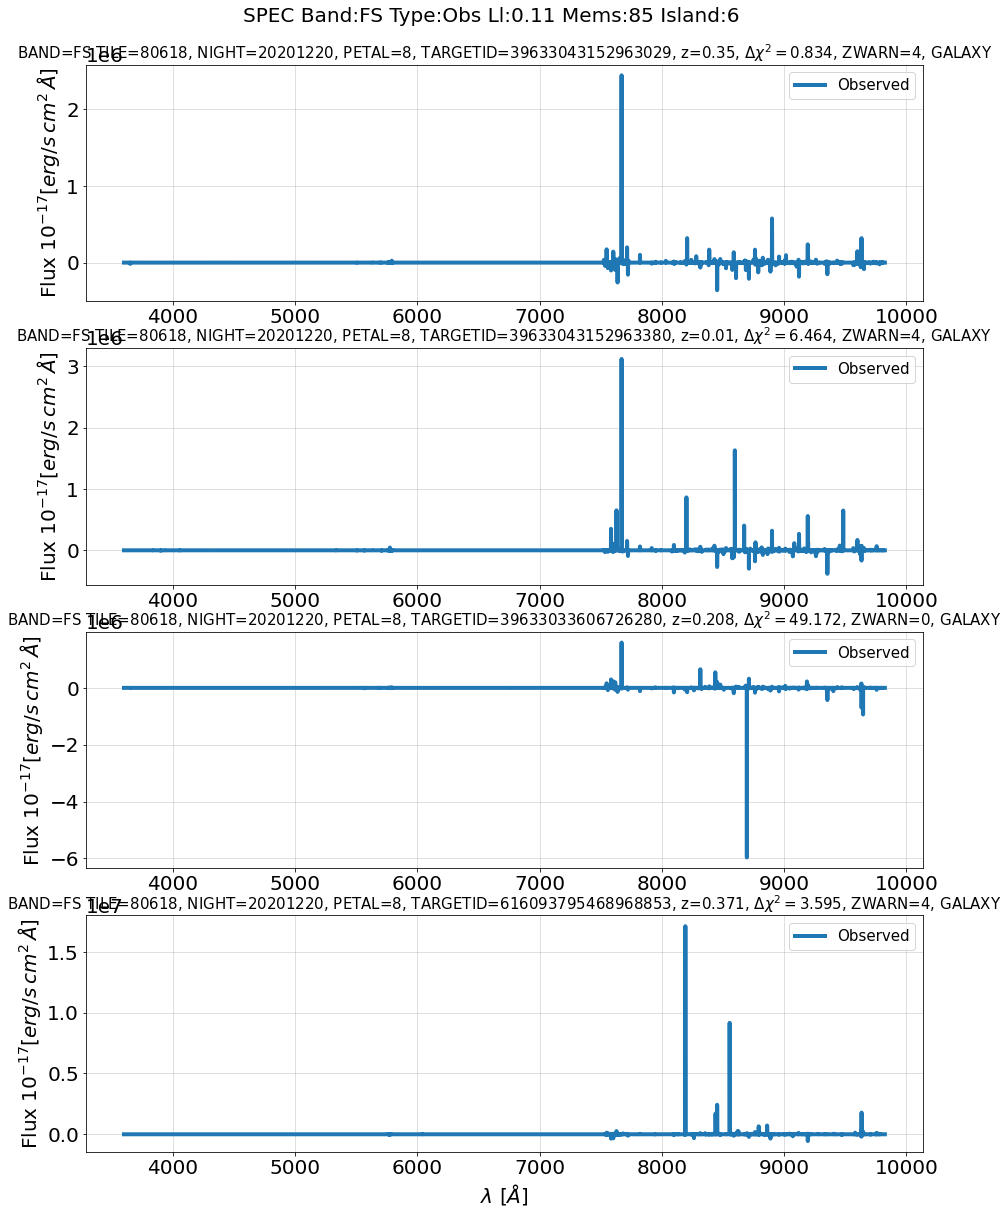 SPEC Band:FS Type:Obs Ll:0.11 Mems:85 Island:6
BAND=FS TILE=80618, NIGHT=20201220, PETAL=8, TARGETID=39633043152963029, z=0.35, Δχ²=0.834, ZWARN=4, GALAXY
1e6
Observed
Flux 10⁻¹⁷[erg/s cm² Å]
2
1
0
4000 5000 6000 7000 8000 9000 10000
BAND=FS TILE=80618, NIGHT=20201220, PETAL=8, TARGETID=39633043152963380, z=0.01, Δχ²=6.464, ZWARN=4, GALAXY
1e6
Observed
Flux 10⁻¹⁷[erg/s cm² Å]
3
2
1
0
4000 5000 6000 7000 8000 9000 10000
BAND=FS TILE=80618, NIGHT=20201220, PETAL=8, TARGETID=39633033606726280, z=0.208, Δχ²=49.172, ZWARN=0, GALAXY
1e6
Observed
Flux 10⁻¹⁷[erg/s cm² Å]
0
−2
−4
−6
4000 5000 6000 7000 8000 9000 10000
BAND=FS TILE=80618, NIGHT=20201220, PETAL=8, TARGETID=616093795468968853, z=0.371, Δχ²=3.595, ZWARN=4, GALAXY
1e7
Observed
Flux 10⁻¹⁷[erg/s cm² Å]
1.5
1.0
0.5
0.0
4000 5000 6000 7000 8000 9000 10000
λ [Å]